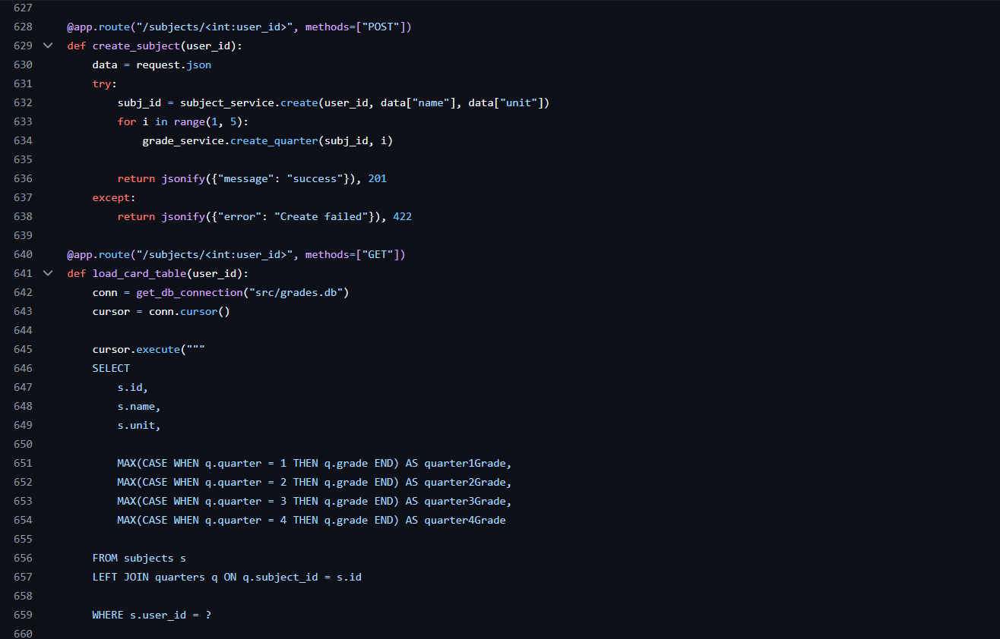 627
628 @app.route("/subjects/<int:user_id>", methods=["POST"])
629 def create_subject(user_id):
630 data = request.json
631 try:
632 subj_id = subject_service.create(user_id, data["name"], data["unit"])
633 for i in range(1, 5):
634 grade_service.create_quarter(subj_id, i)
635
636 return jsonify({"message": "success"}), 201
637 except:
638 return jsonify({"error": "Create failed"}), 422
639
640 @app.route("/subjects/<int:user_id>", methods=["GET"])
641 def load_card_table(user_id):
642 conn = get_db_connection("src/grades.db")
643 cursor = conn.cursor()
644
645 cursor.execute("""
646 SELECT
647 s.id,
648 s.name,
649 s.unit,
650
651 MAX(CASE WHEN q.quarter = 1 THEN q.grade END) AS quarter1Grade,
652 MAX(CASE WHEN q.quarter = 2 THEN q.grade END) AS quarter2Grade,
653 MAX(CASE WHEN q.quarter = 3 THEN q.grade END) AS quarter3Grade,
654 MAX(CASE WHEN q.quarter = 4 THEN q.grade END) AS quarter4Grade
655
656 FROM subjects s
657 LEFT JOIN quarters q ON q.subject_id = s.id
658
659 WHERE s.user_id = ?
660